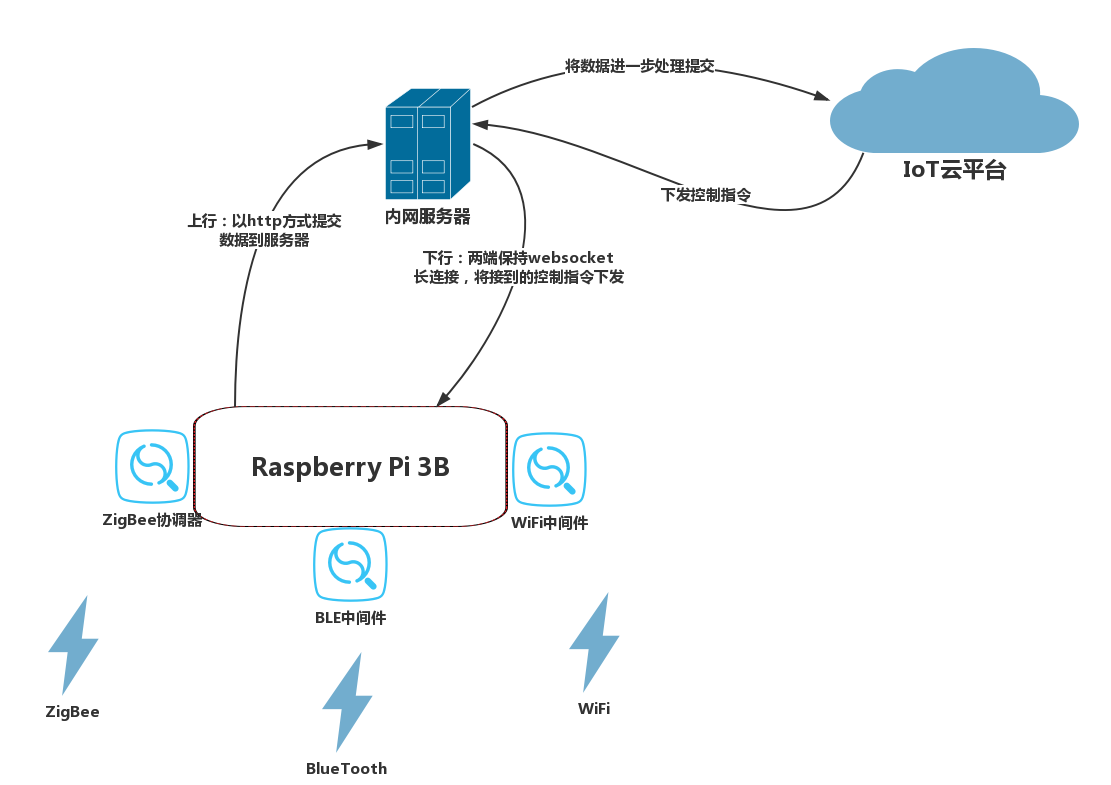 将数据进一步处理提交
IoT云平台
下发控制指令
内网服务器
上行：以http方式提交
数据到服务器
下行：两端保持websocket
长连接，将接到的控制指令下发
Raspberry Pi 3B
ZigBee协调器
WiFi中间件
BLE中间件
ZigBee
WiFi
BlueTooth